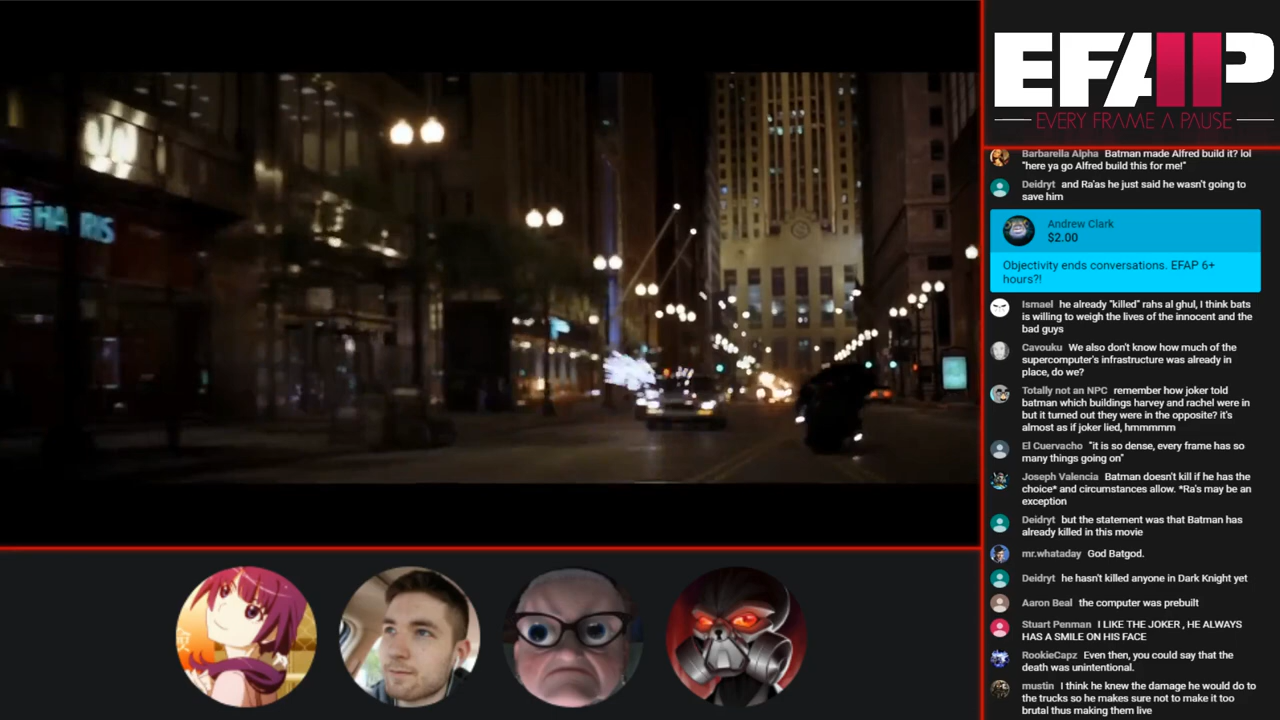 HARRIS
EFAP
EVERY FRAME A PAUSE
Barbarella Alpha Batman made Alfred build it? lol
"here ya go Alfred build this for me!"
Deidryt and Ra'as he just said he wasn't going to
save him
Andrew Clark
$2.00
Objectivity ends conversations. EFAP 6+
hours?!
Ismael he already "killed" rahs al ghul, I think bats
is willing to weigh the lives of the innocent and the
bad guys
Cavouku We also don't know how much of the
supercomputer's infrastructure was already in
place, do we?
Totally not an NPC remember how joker told
batman which buildings harvey and rachel were in
but it turned out they were in the opposite? it's
almost as if joker lied, hmmmmm
El Cuervacho "it is so dense, every frame has so
many things going on"
Joseph Valencia Batman doesn't kill if he has the
choice* and circumstances allow. *Ra's may be an
exception
Deidryt but the statement was that Batman has
already killed in this movie
mr.whataday God Batgod.
Deidryt he hasn't killed anyone in Dark Knight yet
Aaron Beal the computer was prebuilt
Stuart Penman I LIKE THE JOKER , HE ALWAYS
HAS A SMILE ON HIS FACE
RookieCapz Even then, you could say that the
death was unintentional.
mustin I think he knew the damage he would do to
the trucks so he makes sure not to make it too
brutal thus making them live